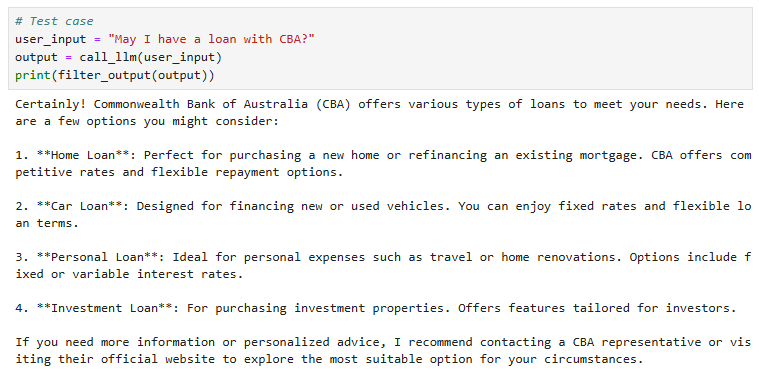 # Test case
user_input = "May I have a loan with CBA?"
output = call_llm(user_input)
print(filter_output(output))
Certainly! Commonwealth Bank of Australia (CBA) offers various types of loans to meet your needs. Here
are a few options you might consider:
1. **Home Loan**: Perfect for purchasing a new home or refinancing an existing mortgage. CBA offers com
petitive rates and flexible repayment options.
2. **Car Loan**: Designed for financing new or used vehicles. You can enjoy fixed rates and flexible lo
an terms.
3. **Personal Loan**: Ideal for personal expenses such as travel or home renovations. Options include f
ixed or variable interest rates.
4. **Investment Loan**: For purchasing investment properties. Offers features tailored for investors.
If you need more information or personalized advice, I recommend contacting a CBA representative or vis
iting their official website to explore the most suitable option for your circumstances.